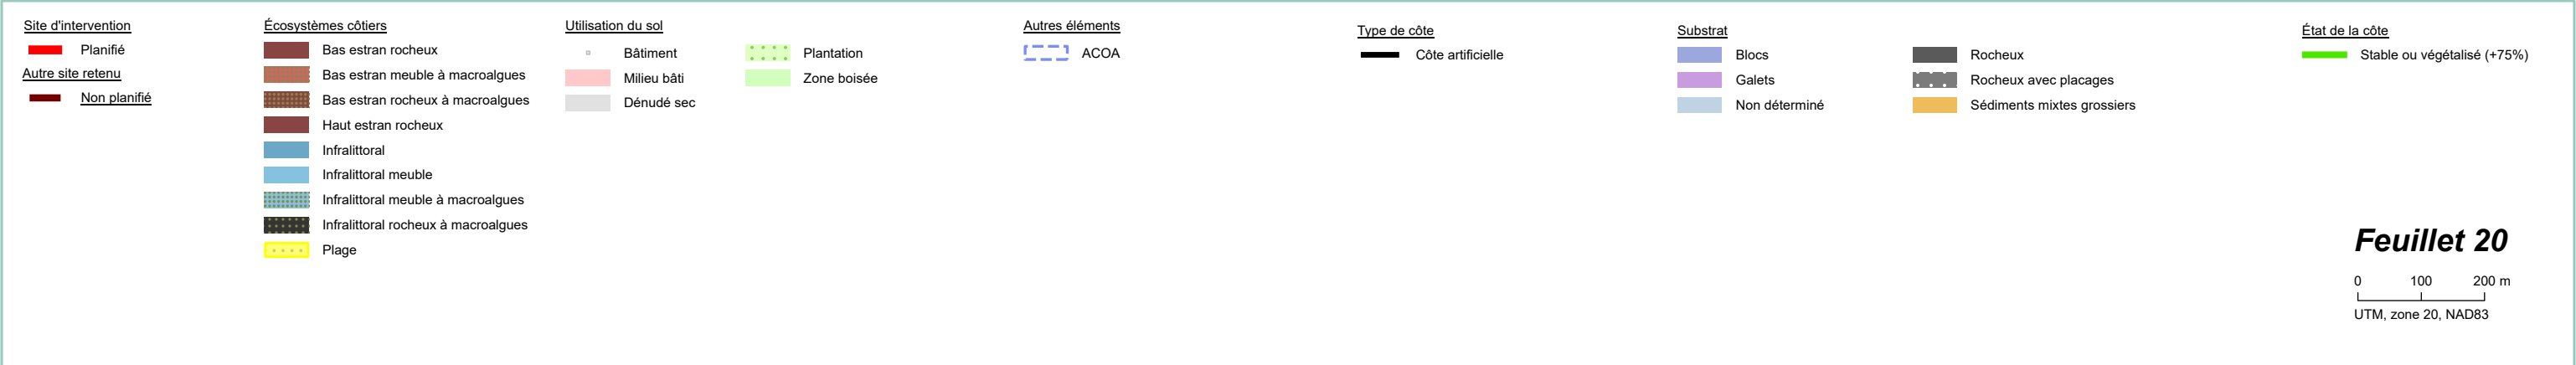 Site d'intervention
Planifié
Autre site retenu
Non planifié
Écosystèmes côtiers
Bas estran rocheux
Bas estran meuble à macroalgues
Bas estran rocheux à macroalgues
Haut estran rocheux
Infralittoral
Infralittoral meuble
Infralittoral meuble à macroalgues
Infralittoral rocheux à macroalgues
Plage
Utilisation du sol
Bâtiment
Milieu bâti
Dénudé sec
Plantation
Zone boisée
Autres éléments
ACOA
Type de côte
Côte artificielle
Substrat
Blocs
Galets
Non déterminé
Rocheux
Rocheux avec placages
Sédiments mixtes grossiers
État de la côte
Stable ou végétalisé (+75%)
Feuillet 20
0 100 200 m
UTM, zone 20, NAD83